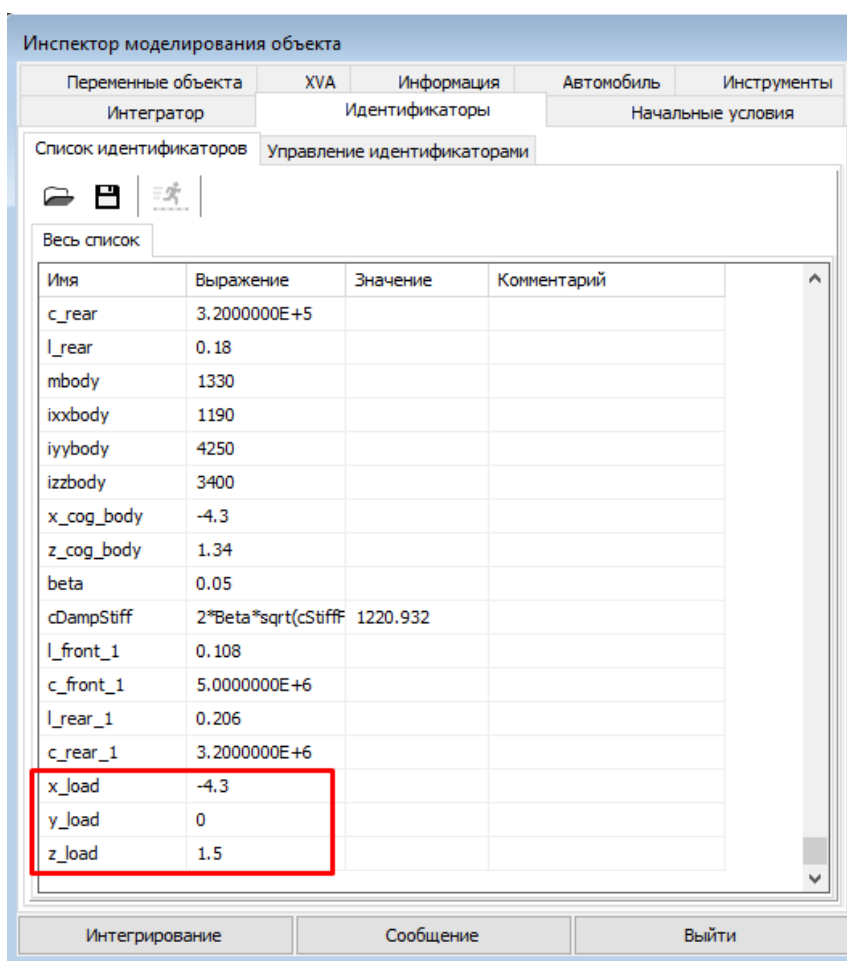 Инспектор моделирования объекта
Переменные объекта XVA Информация Автомобиль Инструменты
Интегратор Идентификаторы Начальные условия
Список идентификаторов Управление идентификаторами
Весь список
Имя Выражение Значение Комментарий
c_rear 3.2000000E+5
l_rear 0.18
mbody 1330
ixxbody 1190
iyybody 4250
izzbody 3400
x_cog_body -4.3
z_cog_body 1.34
beta 0.05
cDampStiff 2*Beta*sqrt(cStiffF 1220.932
l_front_1 0.108
c_front_1 5.0000000E+6
l_rear_1 0.206
c_rear_1 3.2000000E+6
x_load -4.3
y_load 0
z_load 1.5
Интегрирование Сообщение Выйти